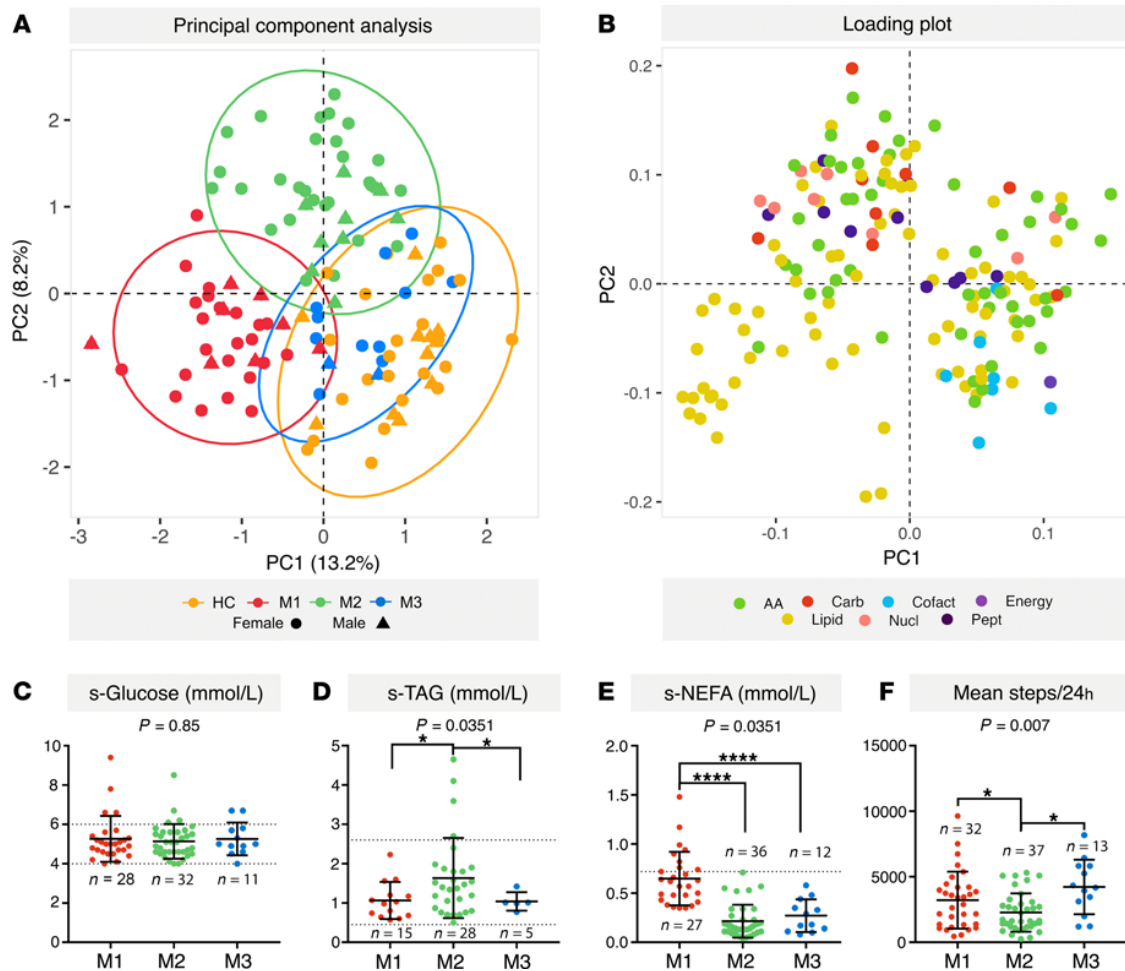 A Principal component analysis
2
1
0
-1
-2
PC2 (8.2%)
-3 -2 -1 0 1 2
PC1 (13.2%)
HC M1 M2 M3
Female Male
B Loading plot
0.2
0.1
0.0
-0.1
-0.2
PC2
-0.1 0.0 0.1
PC1
AA Carb Cofact Energy
Lipid Nucl Pept
C s-Glucose (mmol/L)
P = 0.85
10
9
8
7
6
5
4
3
2
1
0
n = 28 n = 32 n = 11
M1 M2 M3
D s-TAG (mmol/L)
P = 0.0351
* *
5
4
3
2
1
0
n = 15 n = 28 n = 5
M1 M2 M3
E s-NEFA (mmol/L)
P = 0.0351
****
****
2.0
1.5
1.0
0.5
0.0
n = 36 n = 12
n = 27
M1 M2 M3
F Mean steps/24h
P = 0.007
15000
10000
5000
0
* *
n = 32 n = 37 n = 13
M1 M2 M3